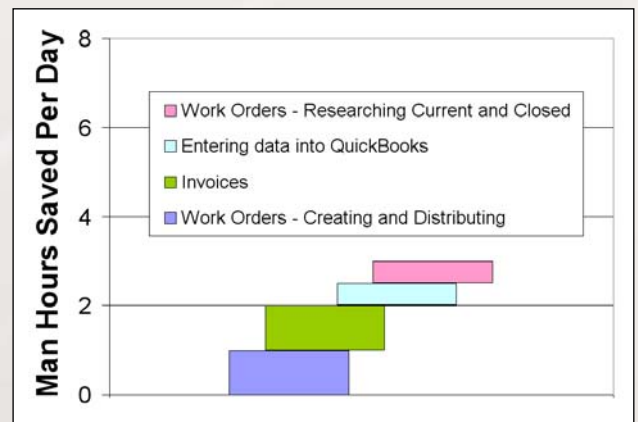 Man Hours Saved Per Day
8
6
4
2
0
Work Orders - Researching Current and Closed
Entering data into QuickBooks
Invoices
Work Orders - Creating and Distributing